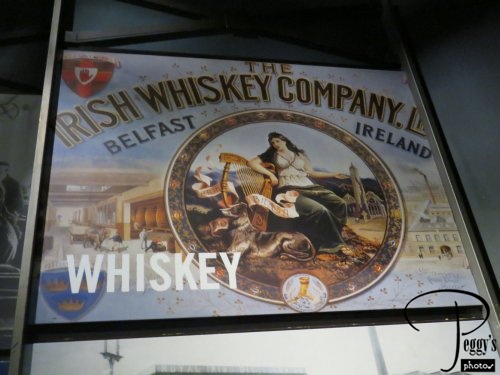 THE
IRISH WHISKEY COMPANY, L
BELFAST IRELAND
WHISKEY
Peggy's
photos